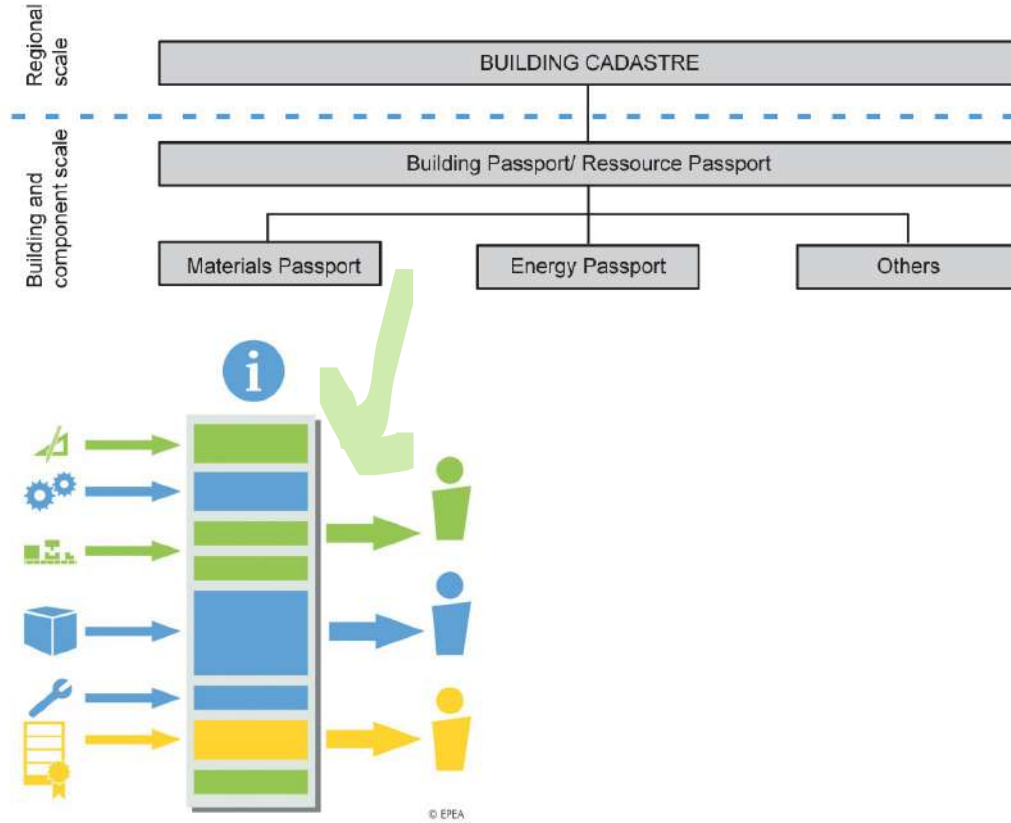 Regional
scale
BUILDING CADASTRE
Building and
component scale
Building Passport/ Ressource Passport
Materials Passport
Energy Passport
Others
i
© EPEA